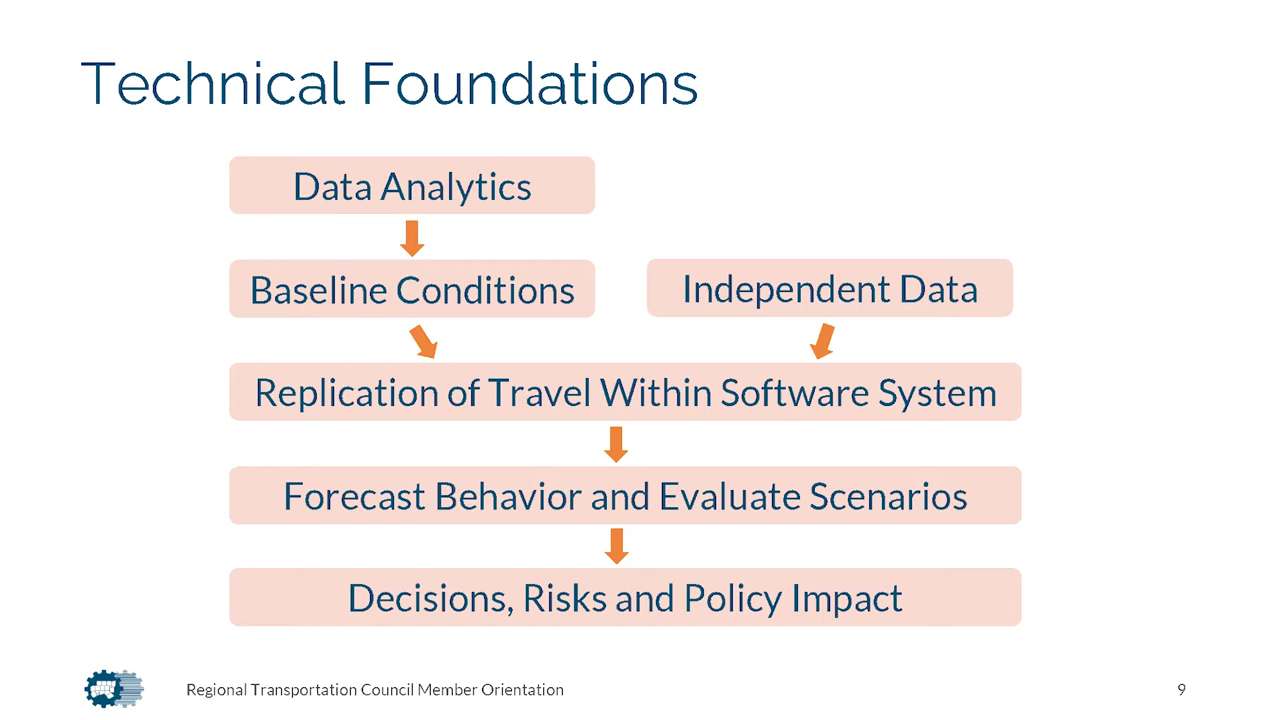 Technical Foundations
Data Analytics
Baseline Conditions
Independent Data
Replication of Travel Within Software System
Forecast Behavior and Evaluate Scenarios
Decisions, Risks and Policy Impact
Regional Transportation Council Member Orientation
9